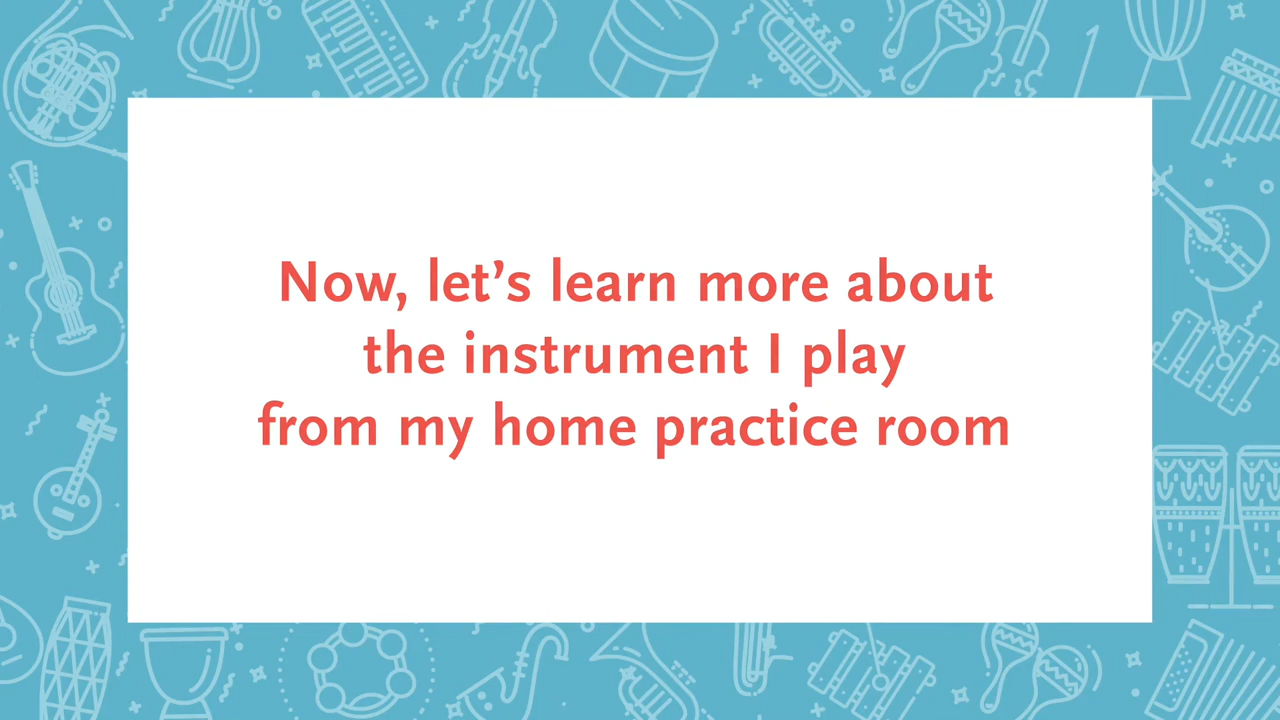 Now, let’s learn more about
the instrument I play
from my home practice room